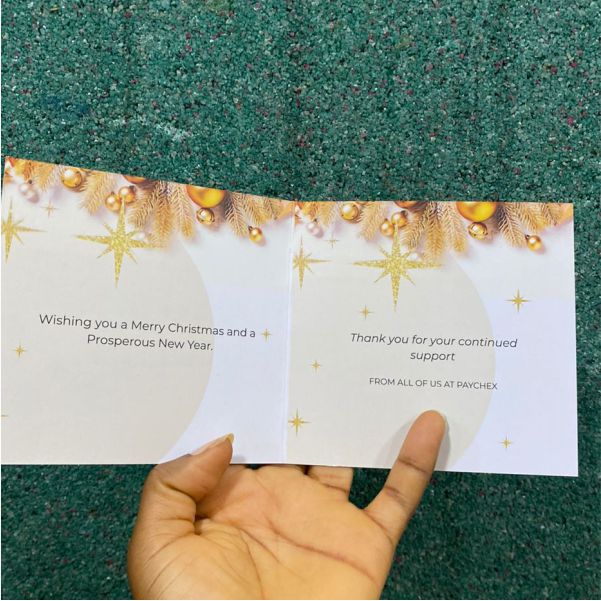 Wishing you a Merry Christmas and a
Prosperous New Year.
Thank you for your continued
support
FROM ALL OF US AT PAYCHEX